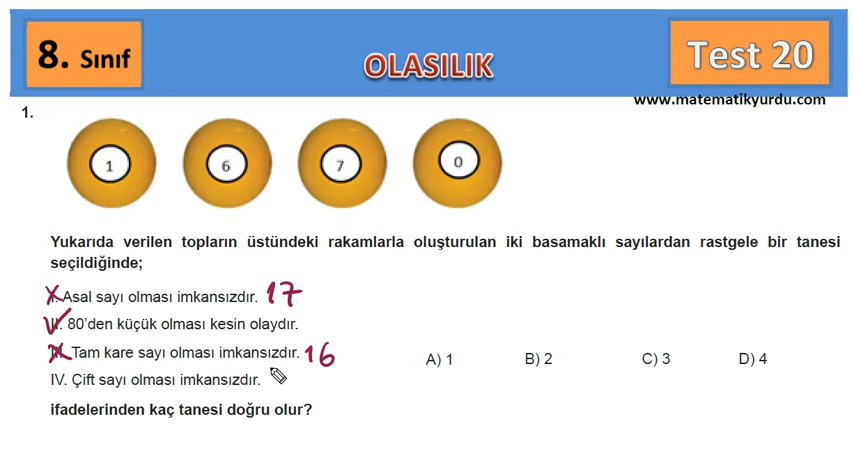 8. Sınıf
OLASILIK
Test 20
www.matematikyurdu.com
1.
1 6 7 0
Yukarıda verilen topların üstündeki rakamlarla oluşturulan iki basamaklı sayılardan rastgele bir tanesi
seçildiğinde;
I. Asal sayı olması imkansızdır. 17
II. 80'den küçük olması kesin olaydır.
III. Tam kare sayı olması imkansızdır. 16
A) 1 B) 2 C) 3 D) 4
IV. Çift sayı olması imkansızdır.
ifadelerinden kaç tanesi doğru olur?